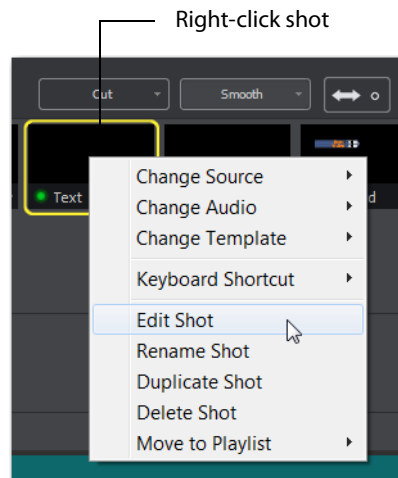 Right-click shot
Cut
Smooth
Text
d
Change Source
Change Audio
Change Template
Keyboard Shortcut
Edit Shot
Rename Shot
Duplicate Shot
Delete Shot
Move to Playlist